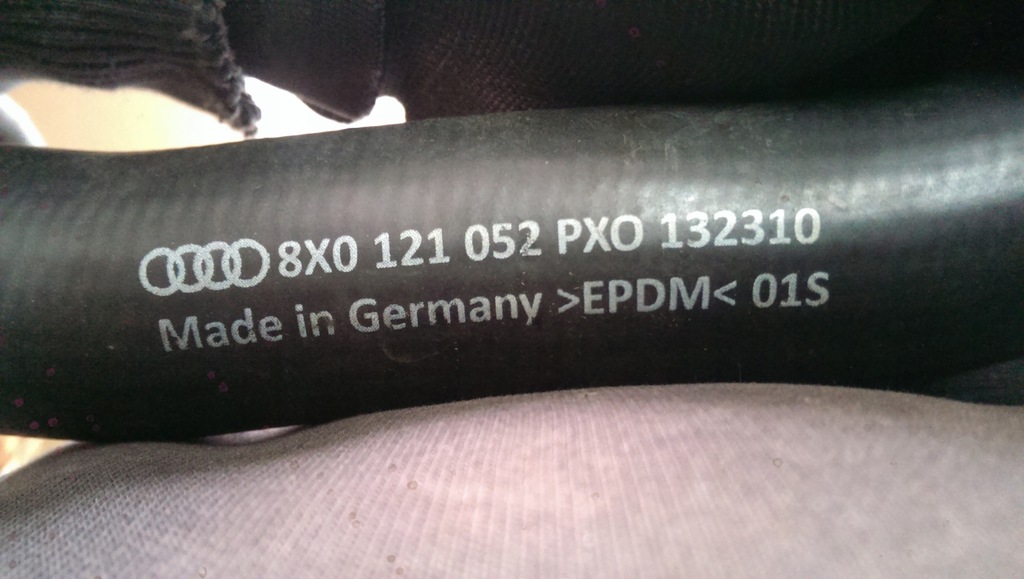 8X0 121 052 PXO 132310
Made in Germany >EPDM< 01S